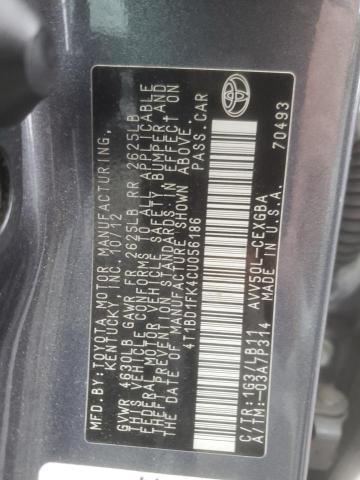 MFD.BY:TOYOTA MOTOR MANUFACTURING,
KENTUCKY, INC. 10/12
GVWR 4630LB GAWR FR 2625LB RR 2625LB
THIS VEHICLE CONFORMS TO ALL APPLICABLE
FEDERAL MOTOR VEHICLE SAFETY, BUMPER, AND
THEFT PREVENTION STANDARDS IN EFFECT ON
THE DATE OF MANUFACTURE SHOWN ABOVE.
4T1BD1FK4CU056186 PASS.CAR
TOYOTA
70493
C/TR:1G3/LB11 AVV50L-CEXGBA
A/TM:-03A/P314 MADE IN U.S.A.